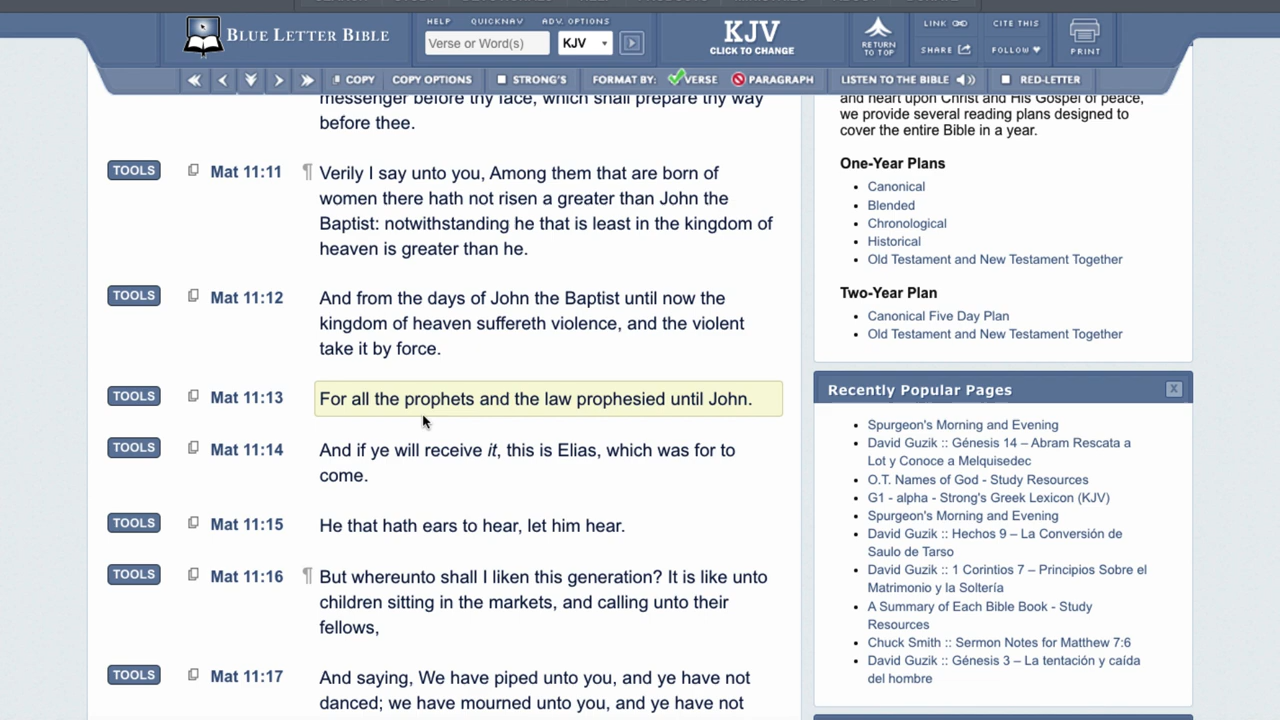 BLUE LETTER BIBLE
HELP QUICKNAV ADV. OPTIONS
Verse or Word(s)
KJV
KJV
CLICK TO CHANGE
RETURN
TO TOP
LINK
SHARE
CITE THIS
FOLLOW
PRINT
COPY COPY OPTIONS STRONG'S FORMAT BY: VERSE PARAGRAPH LISTEN TO THE BIBLE RED-LETTER
messenger before thy face, which shall prepare thy way
before thee.
TOOLS Mat 11:11 ¶ Verily I say unto you, Among them that are born of
women there hath not risen a greater than John the
Baptist: notwithstanding he that is least in the kingdom of
heaven is greater than he.
TOOLS Mat 11:12 And from the days of John the Baptist until now the
kingdom of heaven suffereth violence, and the violent
take it by force.
TOOLS Mat 11:13 For all the prophets and the law prophesied until John.
TOOLS Mat 11:14 And if ye will receive it, this is Elias, which was for to
come.
TOOLS Mat 11:15 He that hath ears to hear, let him hear.
TOOLS Mat 11:16 ¶ But whereunto shall I liken this generation? It is like unto
children sitting in the markets, and calling unto their
fellows,
TOOLS Mat 11:17 And saying, We have piped unto you, and ye have not
danced; we have mourned unto you, and ye have not
and heart upon Christ and His Gospel of peace,
we provide several reading plans designed to
cover the entire Bible in a year.
One-Year Plans
• Canonical
• Blended
• Chronological
• Historical
• Old Testament and New Testament Together
Two-Year Plan
• Canonical Five Day Plan
• Old Testament and New Testament Together
Recently Popular Pages X
• Spurgeon's Morning and Evening
• David Guzik :: Génesis 14 – Abram Rescata a
Lot y Conoce a Melquisedec
• O.T. Names of God - Study Resources
• G1 - alpha - Strong's Greek Lexicon (KJV)
• Spurgeon's Morning and Evening
• David Guzik :: Hechos 9 – La Conversión de
Saulo de Tarso
• David Guzik :: 1 Corintios 7 – Principios Sobre el
Matrimonio y la Soltería
• A Summary of Each Bible Book - Study
Resources
• Chuck Smith :: Sermon Notes for Matthew 7:6
• David Guzik :: Génesis 3 – La tentación y caída
del hombre